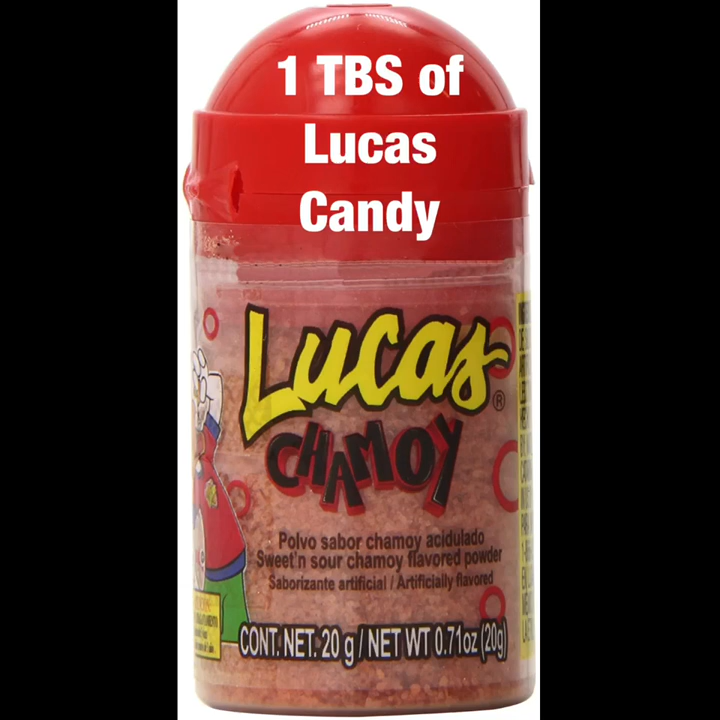 1 TBS of
Lucas
Candy
Lucas®
CHAMOY
Polvo sabor chamoy acidulado
Sweet'n sour chamoy flavored powder
Saborizante artificial / Artificially flavored
CONT. NET. 20 g / NET WT 0.71oz (20g)